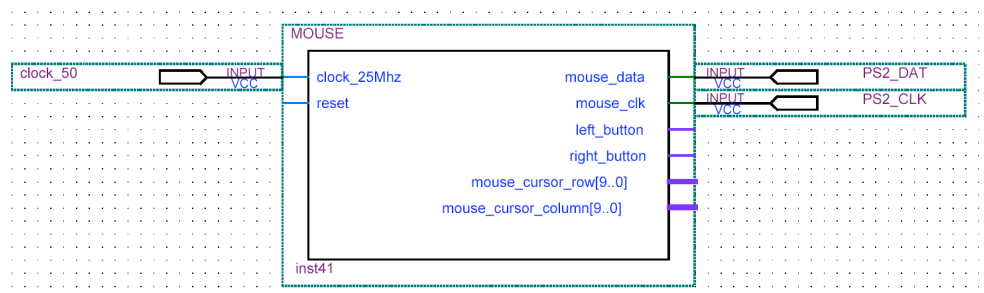 MOUSE
clock_50 INPUT VCC clock_25Mhz mouse_data INPUT VCC PS2_DAT
reset mouse_clk INPUT VCC PS2_CLK
left_button
right_button
mouse_cursor_row[9..0]
mouse_cursor_column[9..0]
inst41